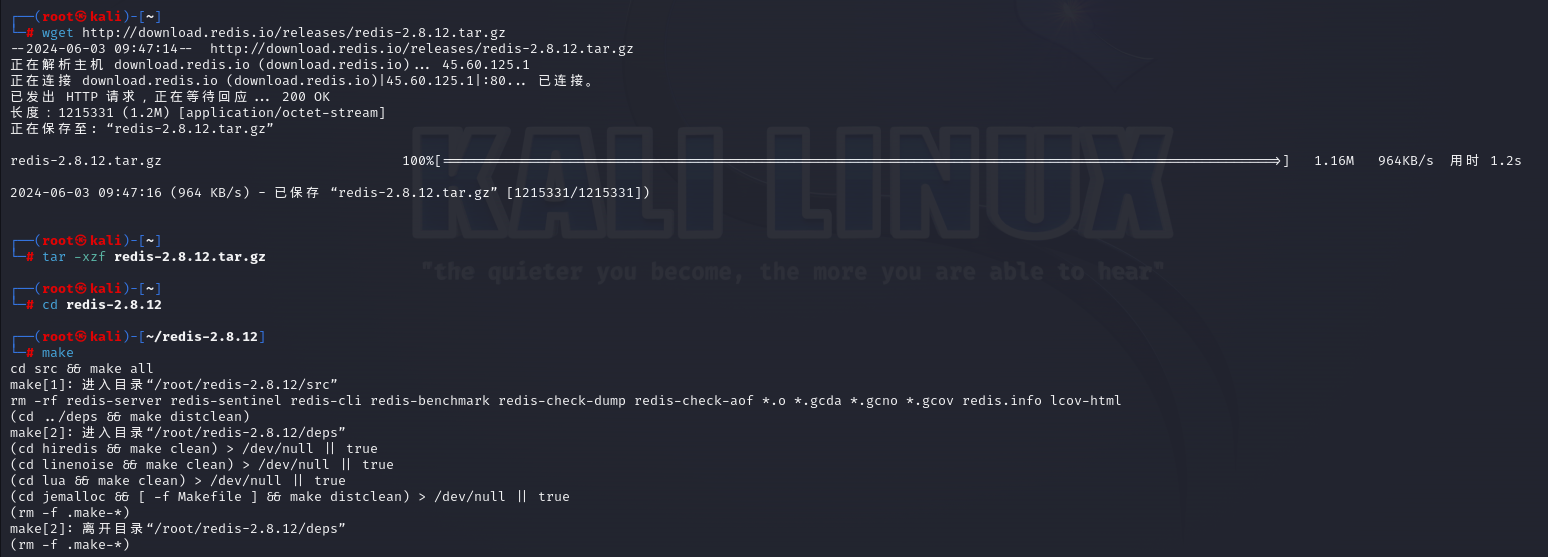 ┌──(root㉿kali)-[~]
└─# wget http://download.redis.io/releases/redis-2.8.12.tar.gz
--2024-06-03 09:47:14--  http://download.redis.io/releases/redis-2.8.12.tar.gz
正在解析主机 download.redis.io (download.redis.io)... 45.60.125.1
正在连接 download.redis.io (download.redis.io)|45.60.125.1|:80... 已连接。
已发出 HTTP 请求，正在等待回应... 200 OK
长度：1215331 (1.2M) [application/octet-stream]
正在保存至: “redis-2.8.12.tar.gz”
redis-2.8.12.tar.gz 100%[===================>] 1.16M 964KB/s 用时 1.2s
2024-06-03 09:47:16 (964 KB/s) - 已保存 “redis-2.8.12.tar.gz” [1215331/1215331])
KALI LINUX
┌──(root㉿kali)-[~]
└─# tar -xzf redis-2.8.12.tar.gz
"the quieter you become, the more you are able to hear"
┌──(root㉿kali)-[~]
└─# cd redis-2.8.12
┌──(root㉿kali)-[~/redis-2.8.12]
└─# make
cd src && make all
make[1]: 进入目录“/root/redis-2.8.12/src”
rm -rf redis-server redis-sentinel redis-cli redis-benchmark redis-check-dump redis-check-aof *.o *.gcda *.gcno *.gcov redis.info lcov-html
(cd ../deps && make distclean)
make[2]: 进入目录“/root/redis-2.8.12/deps”
(cd hiredis && make clean) > /dev/null || true
(cd linenoise && make clean) > /dev/null || true
(cd lua && make clean) > /dev/null || true
(cd jemalloc && [ -f Makefile ] && make distclean) > /dev/null || true
(rm -f .make-*)
make[2]: 离开目录“/root/redis-2.8.12/deps”
(rm -f .make-*)